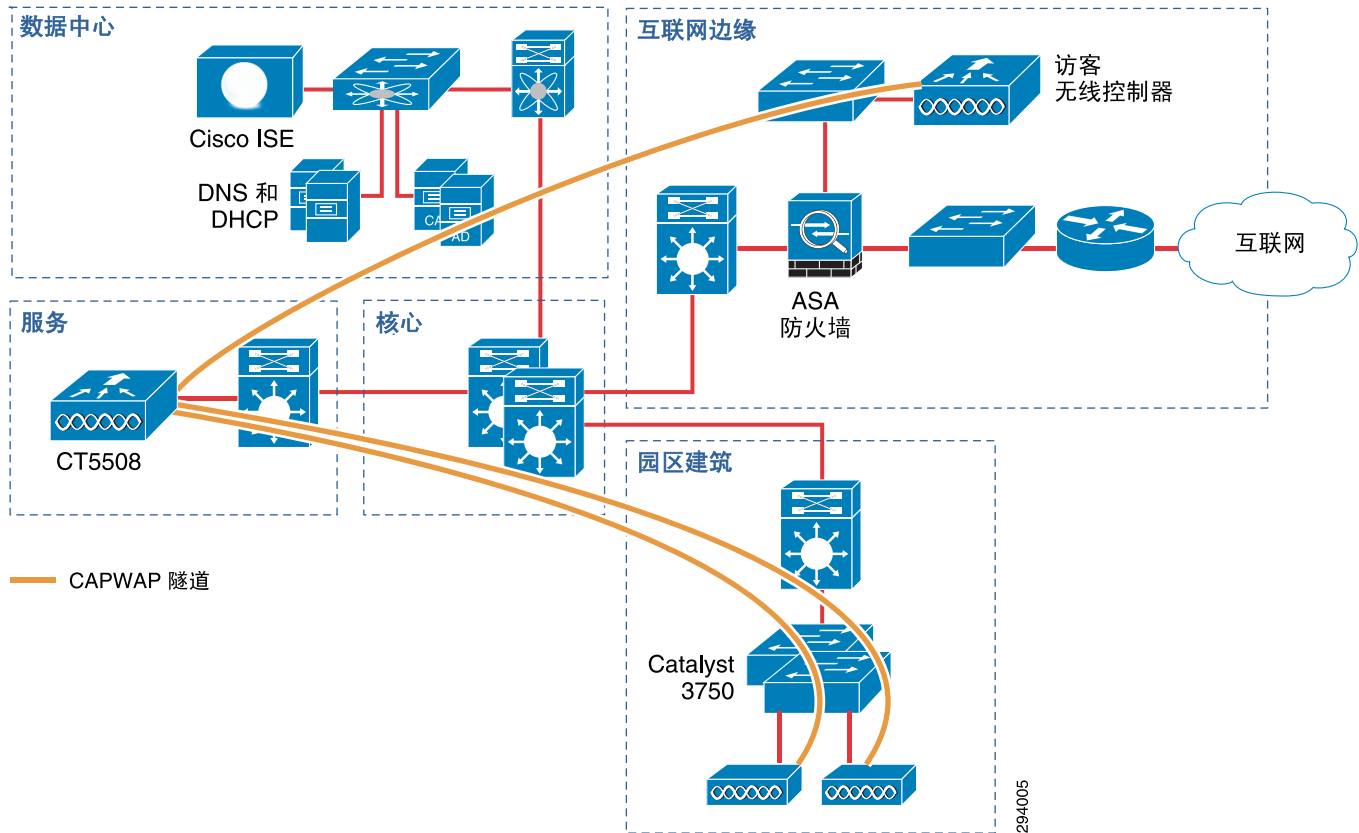 数据中心
Cisco ISE
DNS 和
DHCP
CA
AD
互联网边缘
访客
无线控制器
ASA
防火墙
互联网
服务
CT5508
核心
园区建筑
Catalyst
3750
CAPWAP 隧道
294005